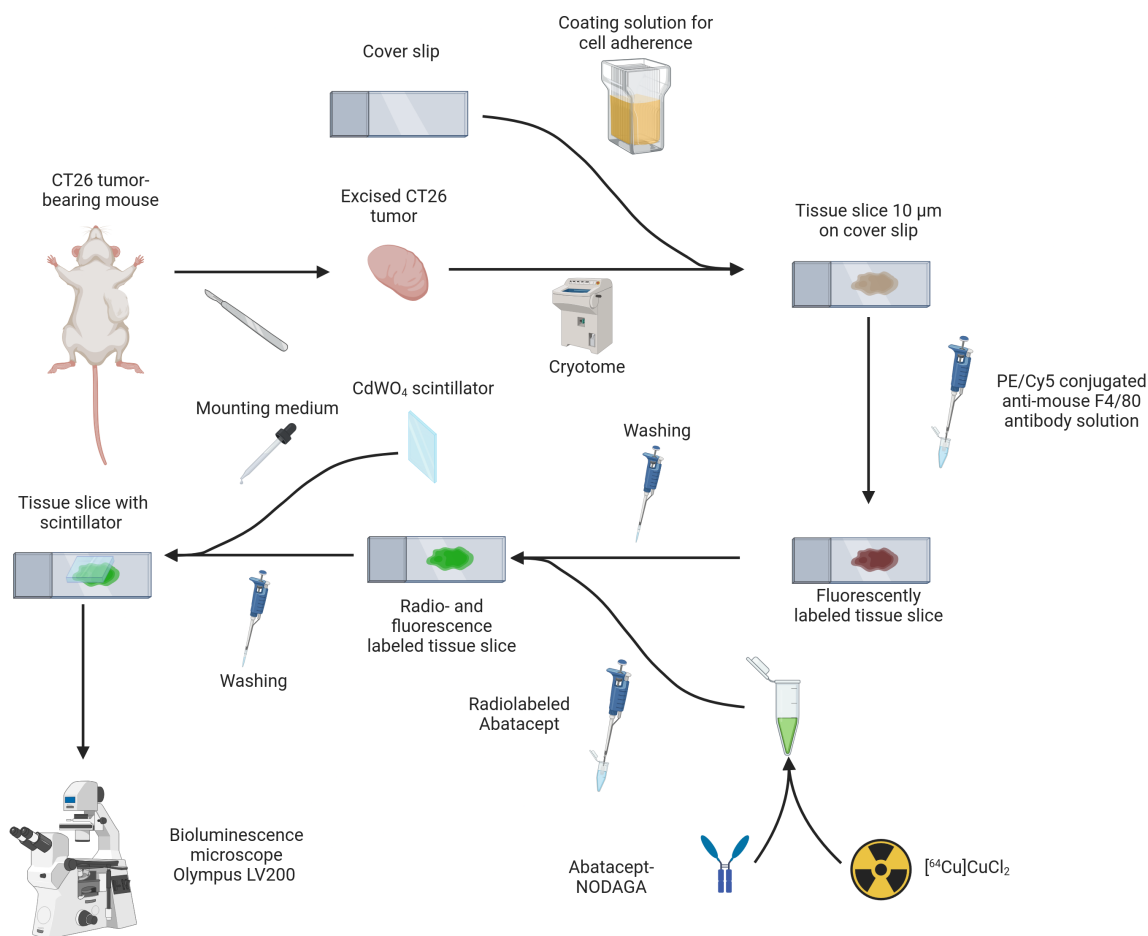 Coating solution for
cell adherence
Cover slip
CT26 tumor-
bearing mouse
Excised CT26
tumor
Tissue slice 10 µm
on cover slip
Cryotome
PE/Cy5 conjugated
anti-mouse F4/80
antibody solution
CdWO₄ scintillator
Mounting medium
Washing
Tissue slice with
scintillator
Fluorescently
labeled tissue slice
Radio- and
fluorescence
labeled tissue slice
Washing
Radiolabeled
Abatacept
Bioluminescence
microscope
Olympus LV200
Abatacept-
NODAGA
[⁶⁴Cu]CuCl₂